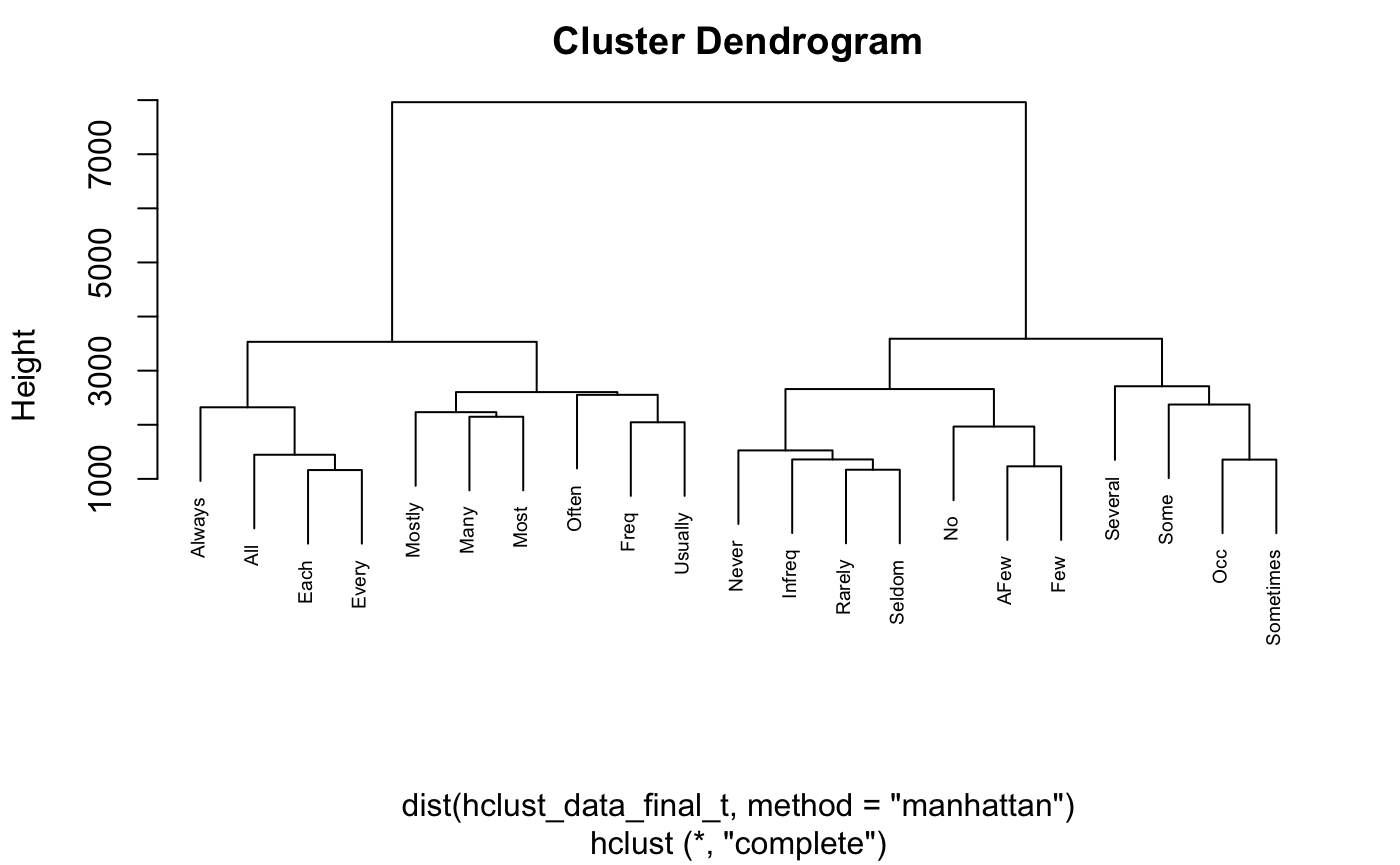 Cluster Dendrogram
Height
7000
5000
3000
1000
Always
All
Each
Every
Mostly
Many
Most
Often
Freq
Usually
Never
Infreq
Rarely
Seldom
No
AFew
Few
Several
Some
Occ
Sometimes
dist(hclust_data_final_t, method = "manhattan")
hclust (*, "complete")